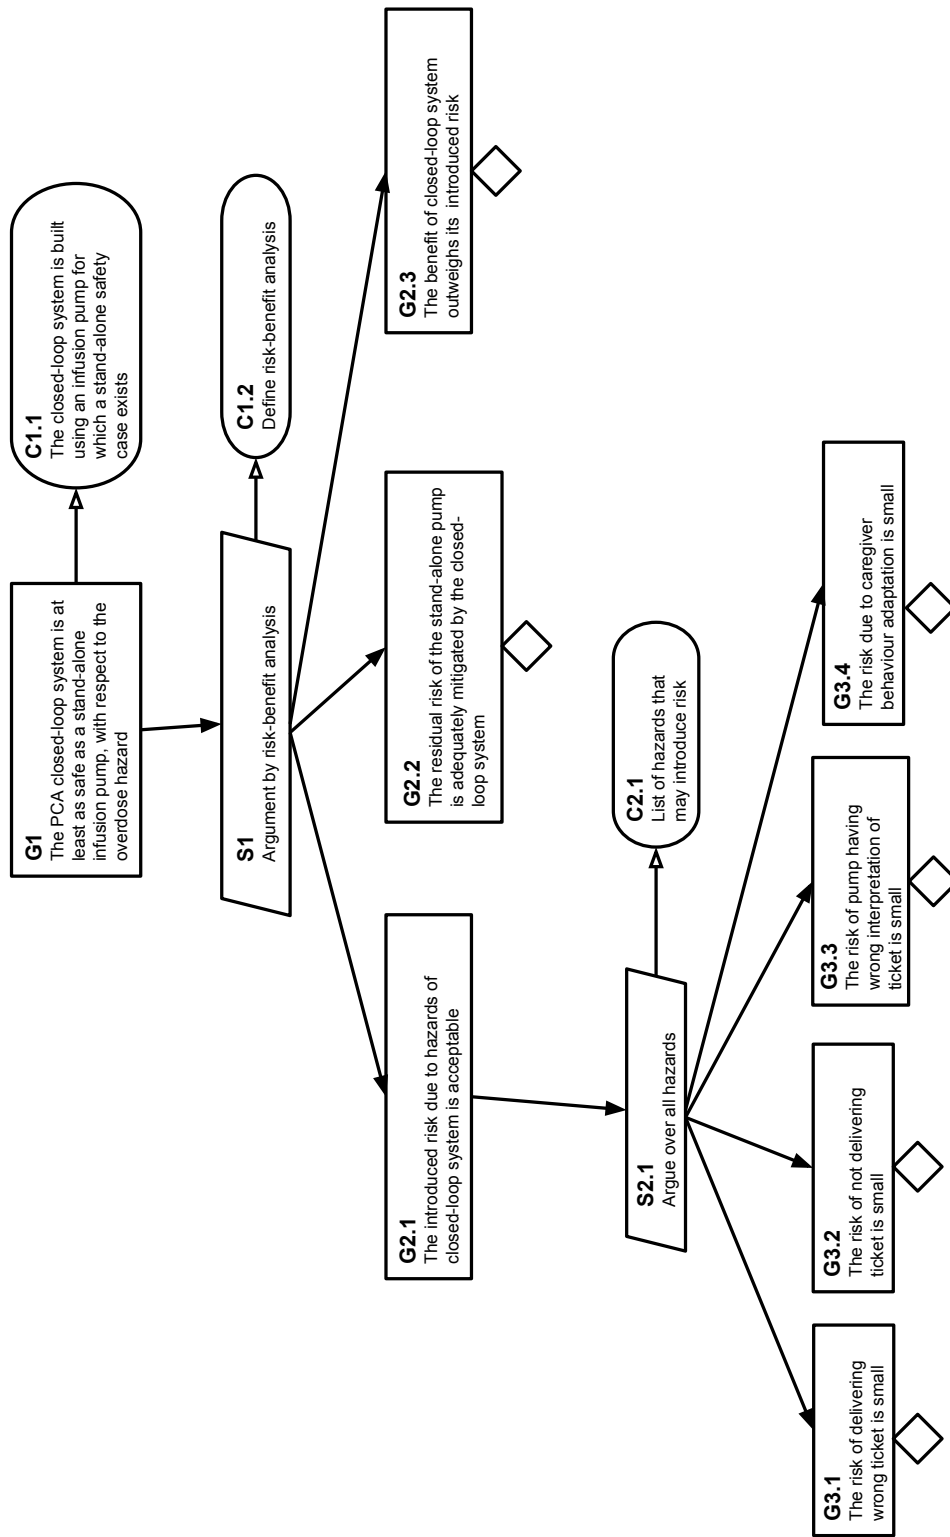 G1
The PCA closed-loop system is at
least as safe as a stand-alone
infusion pump, with respect to the
overdose hazard
C1.1
The closed-loop system is built
using an infusion pump for
which a stand-alone safety
case exists
S1
Argument by risk-benefit analysis
C1.2
Define risk-benefit analysis
G2.1
The introduced risk due to hazards of
closed-loop system is acceptable
G2.2
The residual risk of the stand-alone pump
is adequately mitigated by the closed-
loop system
G2.3
The benefit of closed-loop system
outweighs its introduced risk
S2.1
Argue over all hazards
C2.1
List of hazards that
may introduce risk
G3.1
The risk of delivering
wrong ticket is small
G3.2
The risk of not delivering
ticket is small
G3.3
The risk of pump having
wrong interpretation of
ticket is small
G3.4
The risk due to caregiver
behaviour adaptation is small